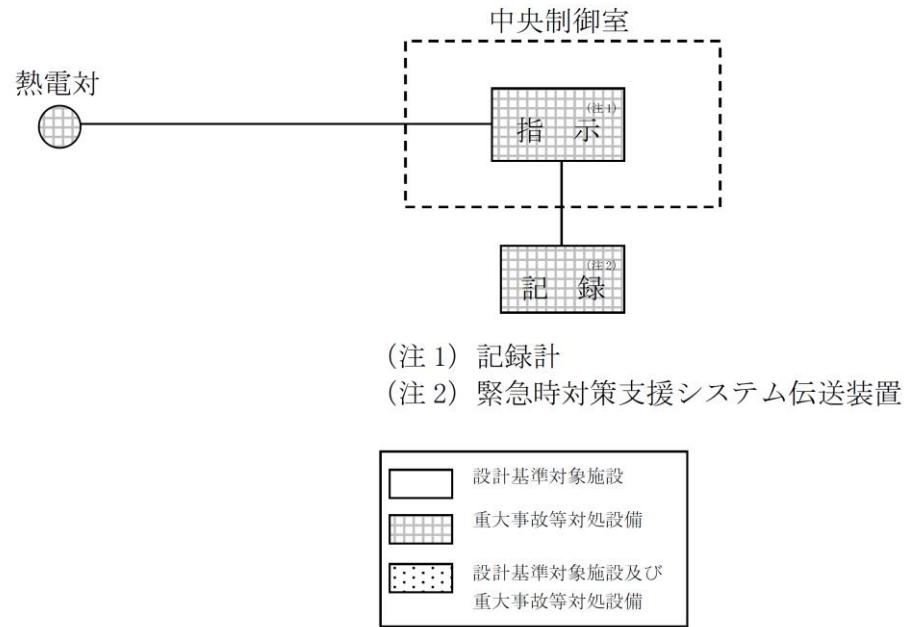 中央制御室
熱電対
指 示 (注1)
記 録 (注2)
(注 1) 記録計
(注 2) 緊急時対策支援システム伝送装置
設計基準対象施設
重大事故等対処設備
設計基準対象施設及び
重大事故等対処設備